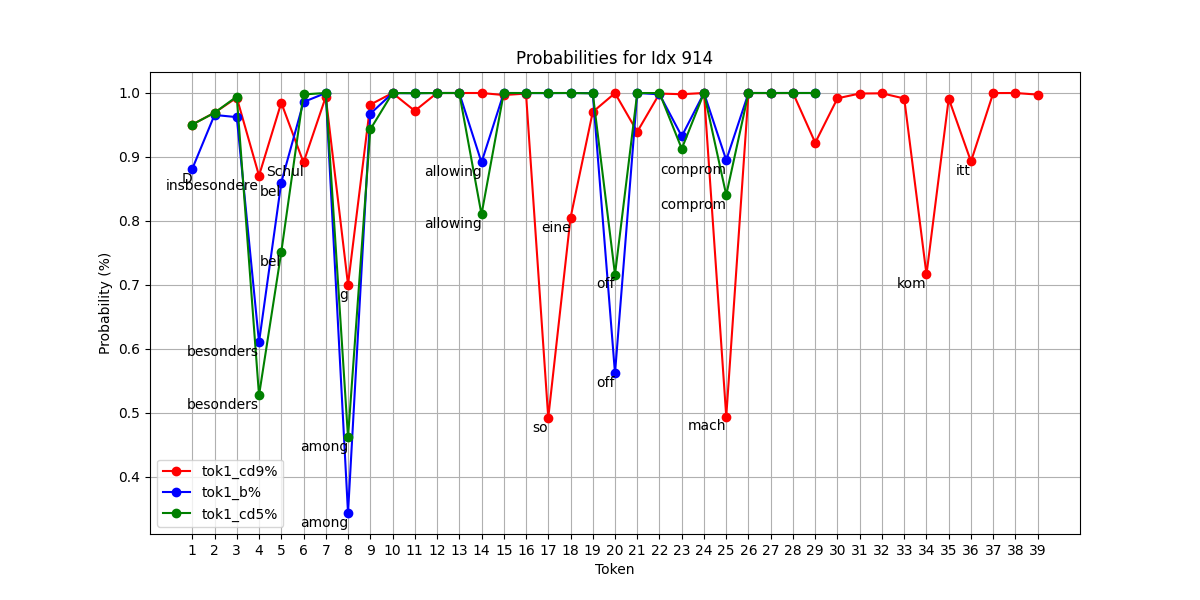 Probabilities for Idx 914
Probability (%)
1.0
0.9
0.8
0.7
0.6
0.5
0.4
D
insbesondere
Schul
bei
bei
besonders
besonders
g
among
among
allowing
allowing
eine
so
off
off
comprom
comprom
mach
kom
itt
tok1_cd9%
tok1_b%
tok1_cd5%
1 2 3 4 5 6 7 8 9 10 11 12 13 14 15 16 17 18 19 20 21 22 23 24 25 26 27 28 29 30 31 32 33 34 35 36 37 38 39
Token